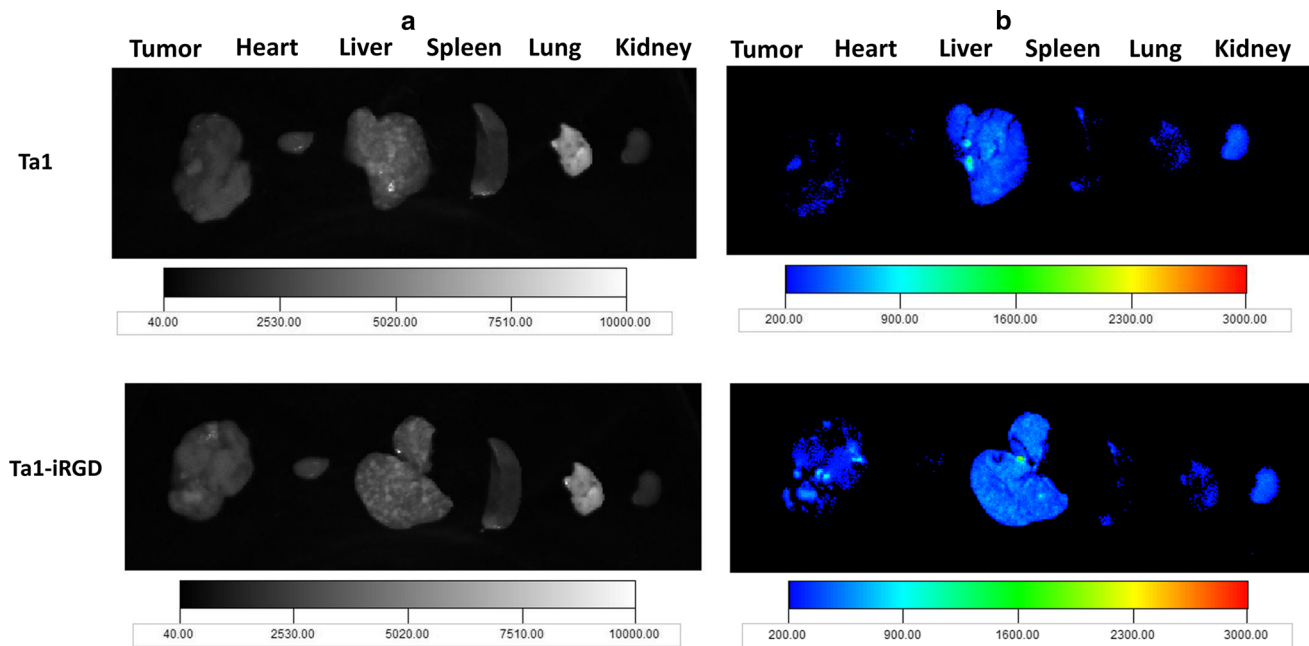 a
b
Tumor Heart Liver Spleen Lung Kidney
Tumor Heart Liver Spleen Lung Kidney
Ta1
40.00 2530.00 5020.00 7510.00 10000.00
200.00 900.00 1600.00 2300.00 3000.00
Ta1-iRGD
40.00 2530.00 5020.00 7510.00 10000.00
200.00 900.00 1600.00 2300.00 3000.00